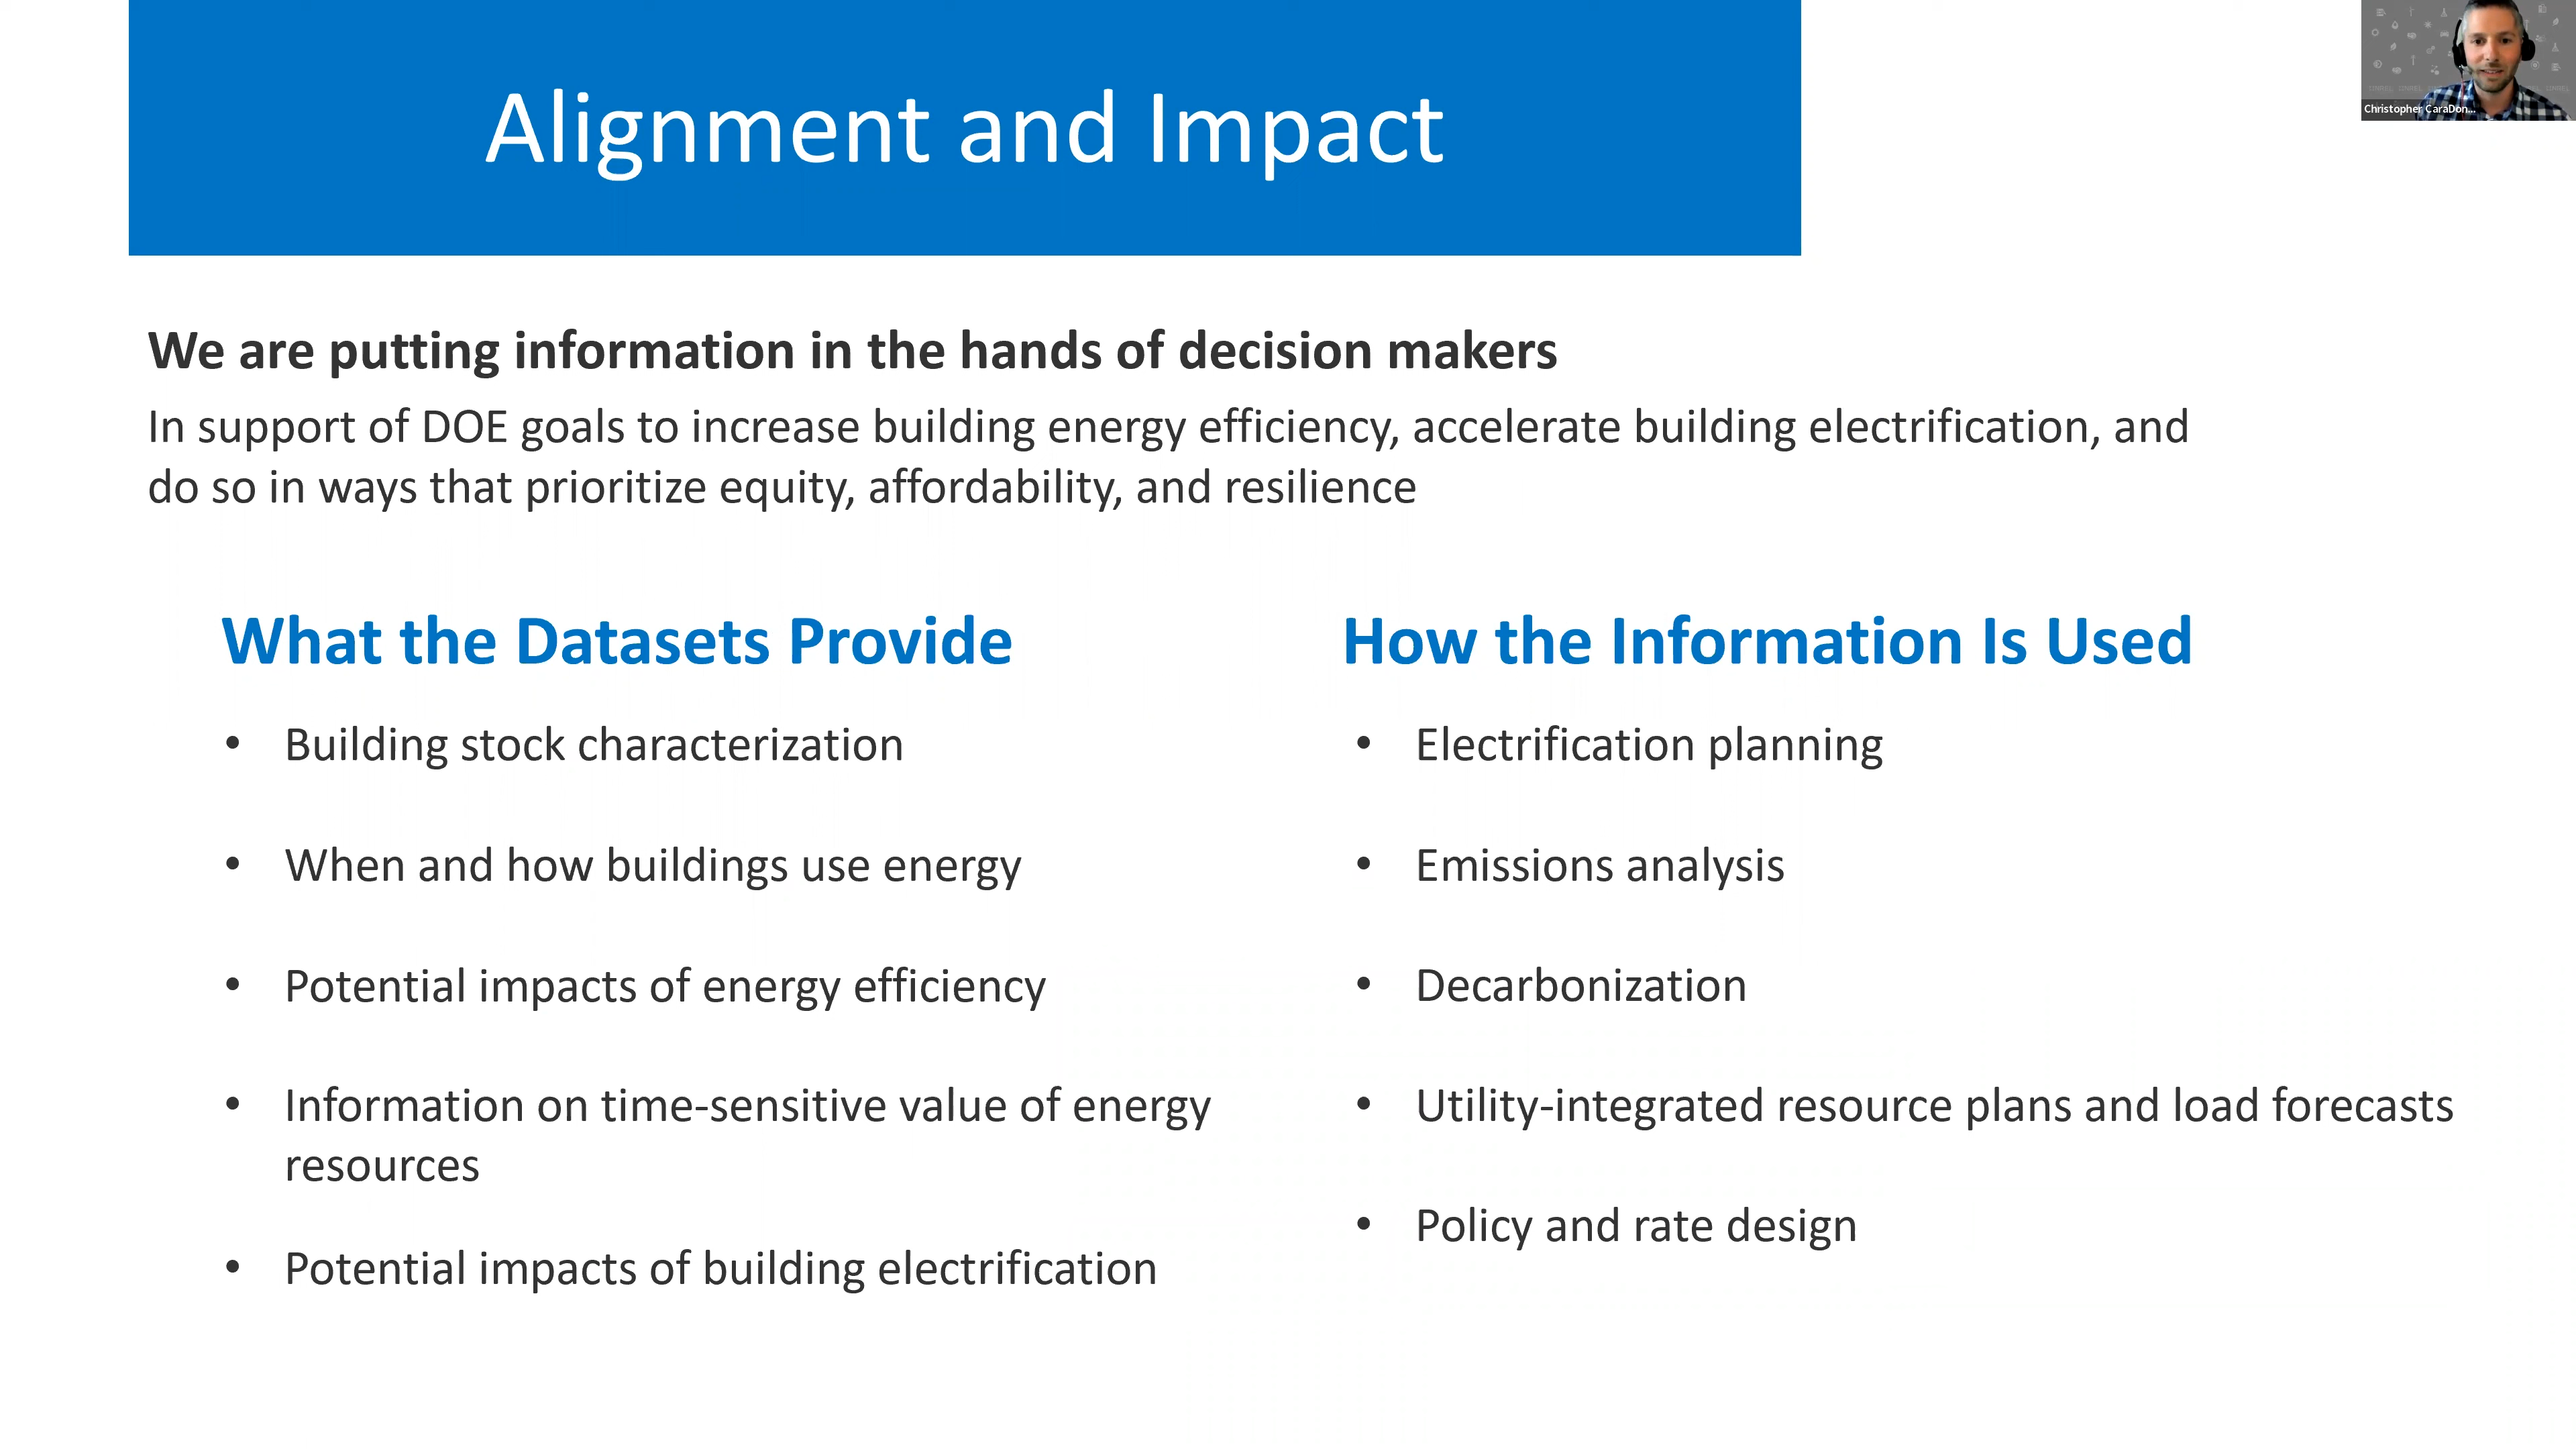 Alignment and Impact
Christopher CaraDon...
We are putting information in the hands of decision makers
In support of DOE goals to increase building energy efficiency, accelerate building electrification, and
do so in ways that prioritize equity, affordability, and resilience
What the Datasets Provide
• Building stock characterization
• When and how buildings use energy
• Potential impacts of energy efficiency
• Information on time-sensitive value of energy
resources
• Potential impacts of building electrification
How the Information Is Used
• Electrification planning
• Emissions analysis
• Decarbonization
• Utility-integrated resource plans and load forecasts
• Policy and rate design